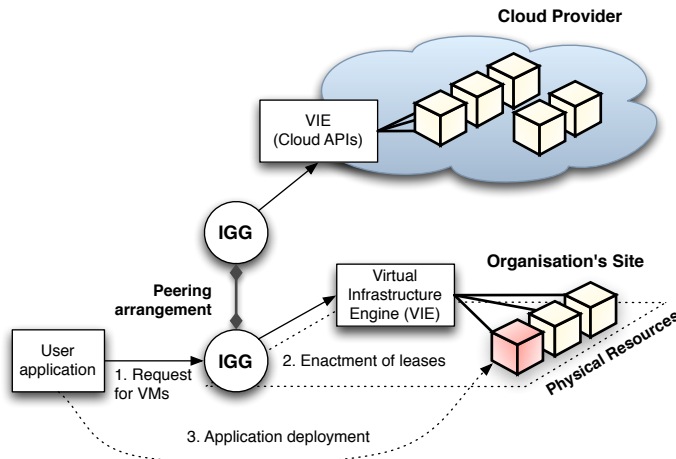 Cloud Provider
VIE
(Cloud APIs)
IGG
Organisation's Site
Virtual
Infrastructure
Engine (VIE)
Peering
arrangement
Physical Resources
User
application
IGG
1. Request
for VMs
2. Enactment of leases
3. Application deployment